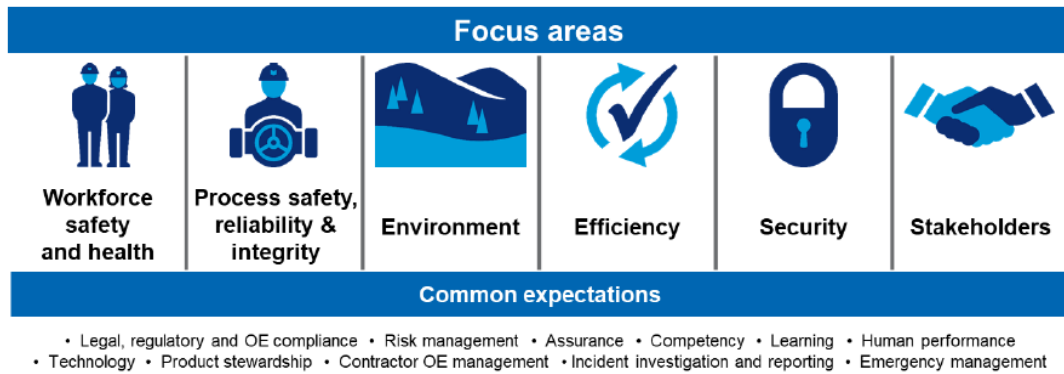 Focus areas
Workforce
safety
and health
Process safety,
reliability &
integrity
Environment
Efficiency
Security
Stakeholders
Common expectations
• Legal, regulatory and OE compliance • Risk management • Assurance • Competency • Learning • Human performance
• Technology • Product stewardship • Contractor OE management • Incident investigation and reporting • Emergency management